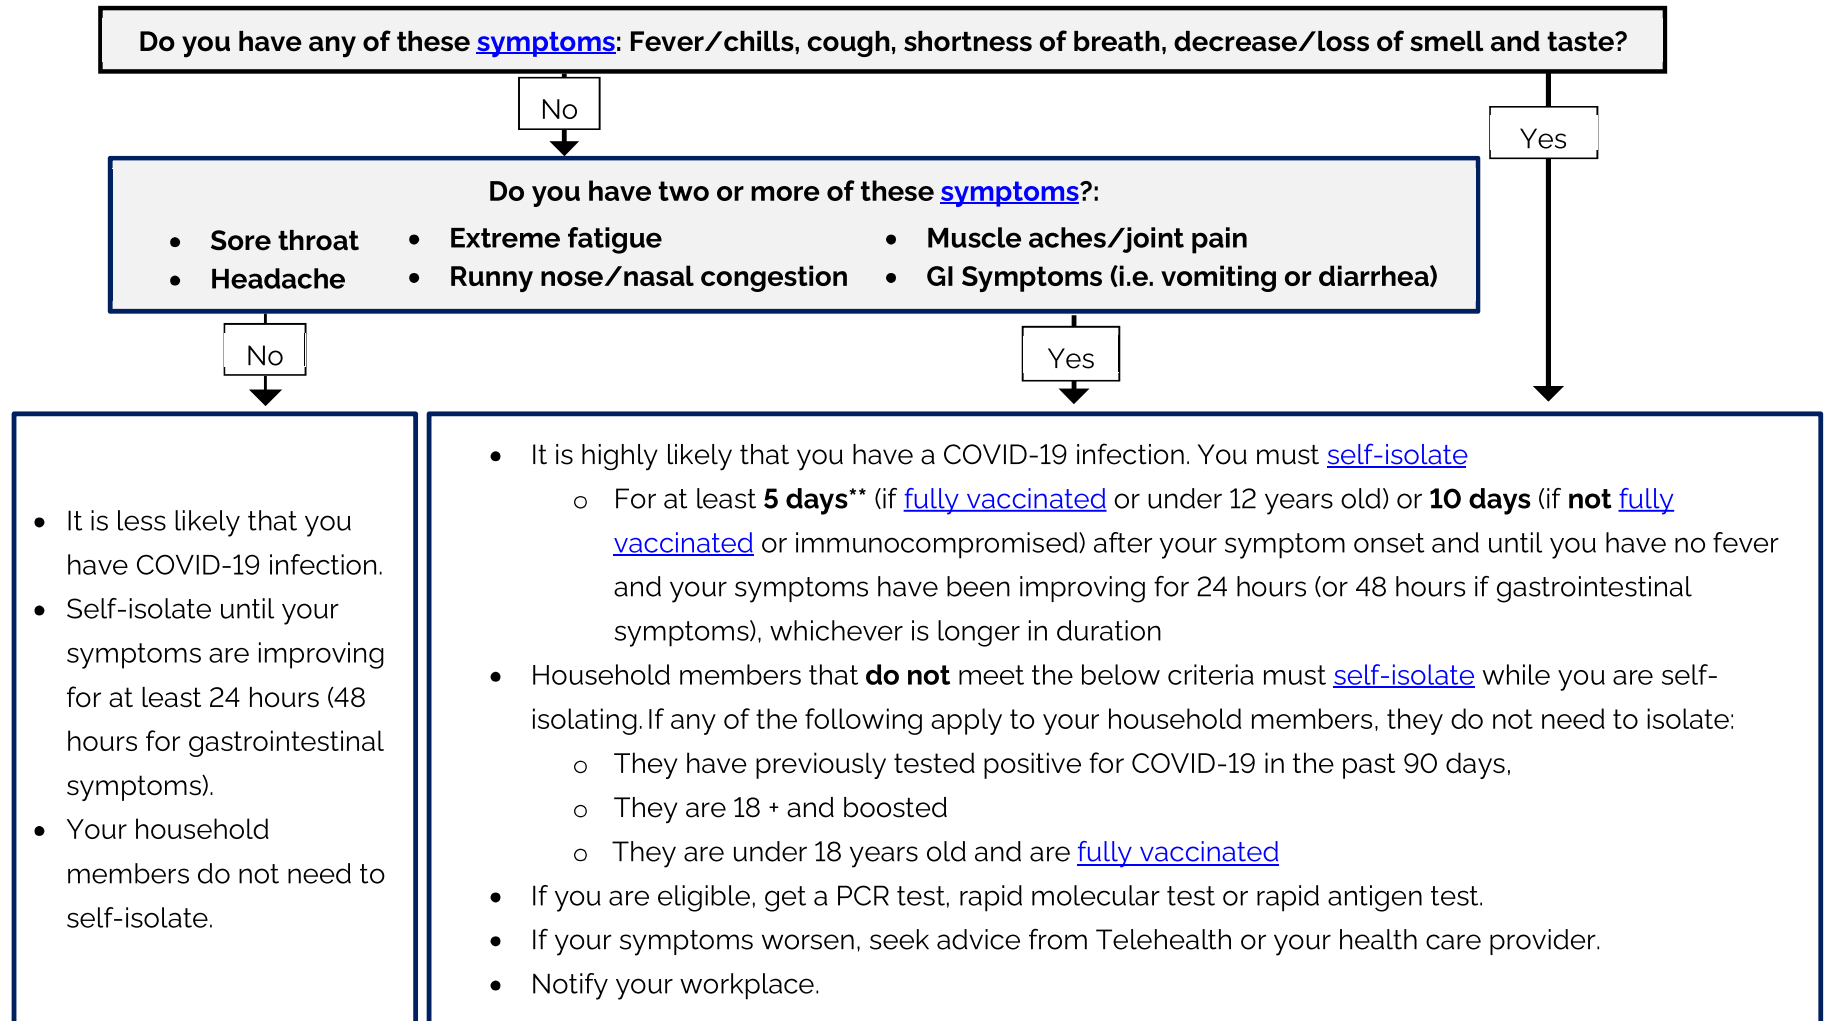 Do you have any of these symptoms: Fever/chills, cough, shortness of breath, decrease/loss of smell and taste?
No
Yes
Do you have two or more of these symptoms?:
• Sore throat
• Headache
• Extreme fatigue
• Runny nose/nasal congestion
• Muscle aches/joint pain
• GI Symptoms (i.e. vomiting or diarrhea)
No
Yes
• It is less likely that you
have COVID-19 infection.
• Self-isolate until your
symptoms are improving
for at least 24 hours (48
hours for gastrointestinal
symptoms).
• Your household
members do not need to
self-isolate.
• It is highly likely that you have a COVID-19 infection. You must self-isolate
o For at least 5 days** (if fully vaccinated or under 12 years old) or 10 days (if not fully
vaccinated or immunocompromised) after your symptom onset and until you have no fever
and your symptoms have been improving for 24 hours (or 48 hours if gastrointestinal
symptoms), whichever is longer in duration
• Household members that do not meet the below criteria must self-isolate while you are self-
isolating. If any of the following apply to your household members, they do not need to isolate:
o They have previously tested positive for COVID-19 in the past 90 days,
o They are 18 + and boosted
o They are under 18 years old and are fully vaccinated
• If you are eligible, get a PCR test, rapid molecular test or rapid antigen test.
• If your symptoms worsen, seek advice from Telehealth or your health care provider.
• Notify your workplace.